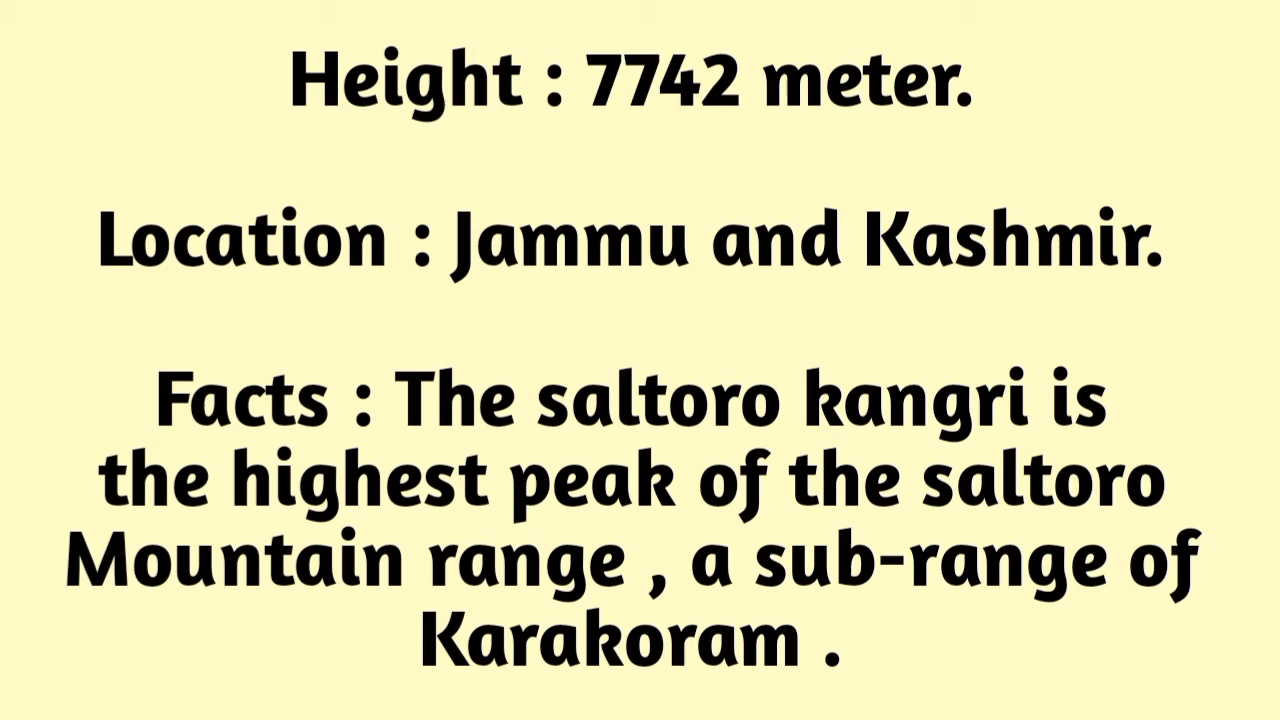 Height : 7742 meter.
Location : Jammu and Kashmir.
Facts : The saltoro kangri is
the highest peak of the saltoro
Mountain range , a sub-range of
Karakoram .